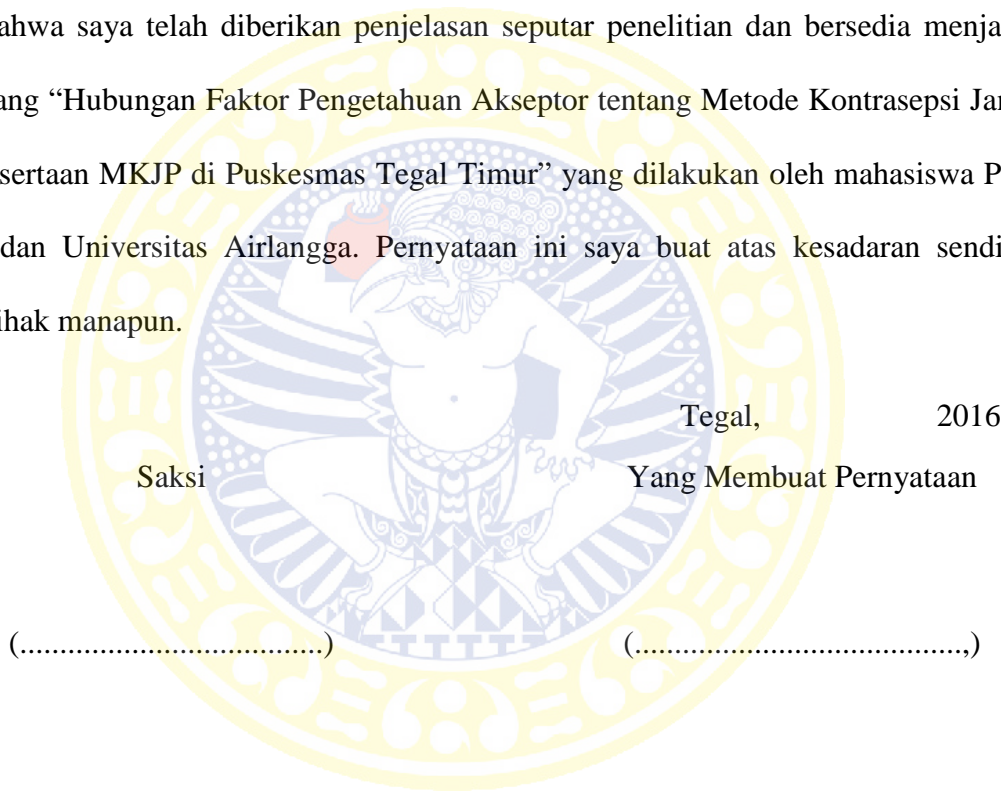 ahwa saya telah diberikan penjelasan seputar penelitian dan bersedia menja
ang “Hubungan Faktor Pengetahuan Akseptor tentang Metode Kontrasepsi Jan
sertaan MKJP di Puskesmas Tegal Timur” yang dilakukan oleh mahasiswa P
dan Universitas Airlangga. Pernyataan ini saya buat atas kesadaran sendi
ihak manapun.
Tegal, 2016
Saksi Yang Membuat Pernyataan
(......................................) (.........................................,)